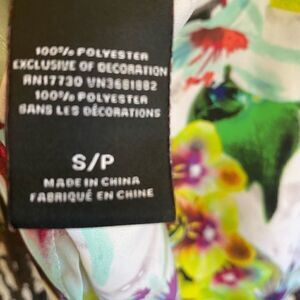 100% POLYESTER
EXCLUSIVE OF DECORATION
RN17730 VN3681882
100% POLYESTER
SANS LES DÉCORATIONS
S/P
MADE IN CHINA
FABRIQUÉ EN CHINE